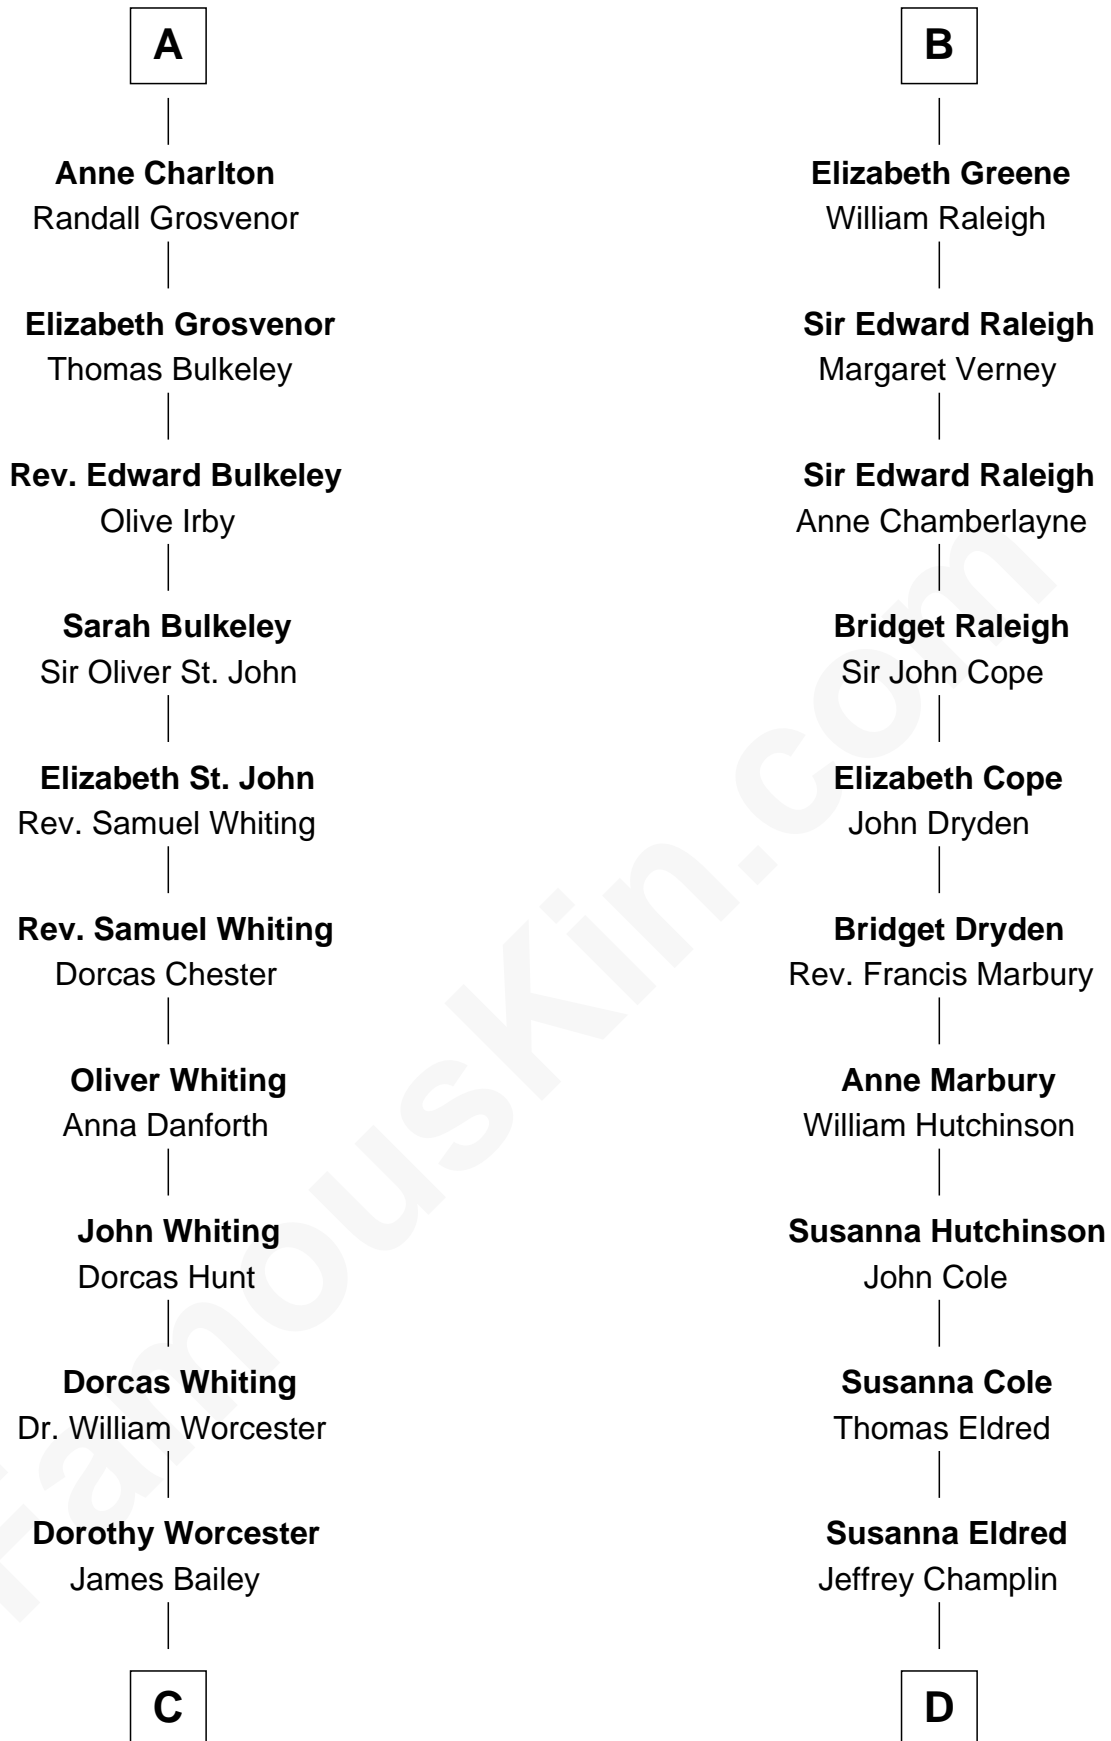 A
Anne Charlton
Randall Grosvenor
Elizabeth Grosvenor
Thomas Bulkeley
Rev. Edward Bulkeley
Olive Irby
Sarah Bulkeley
Sir Oliver St. John
Elizabeth St. John
Rev. Samuel Whiting
Rev. Samuel Whiting
Dorcas Chester
Oliver Whiting
Anna Danforth
John Whiting
Dorcas Hunt
Dorcas Whiting
Dr. William Worcester
Dorothy Worcester
James Bailey
C
B
Elizabeth Greene
William Raleigh
Sir Edward Raleigh
Margaret Verney
Sir Edward Raleigh
Anne Chamberlayne
Bridget Raleigh
Sir John Cope
Elizabeth Cope
John Dryden
Bridget Dryden
Rev. Francis Marbury
Anne Marbury
William Hutchinson
Susanna Hutchinson
John Cole
Susanna Cole
Thomas Eldred
Susanna Eldred
Jeffrey Champlin
D
FamousKin.com